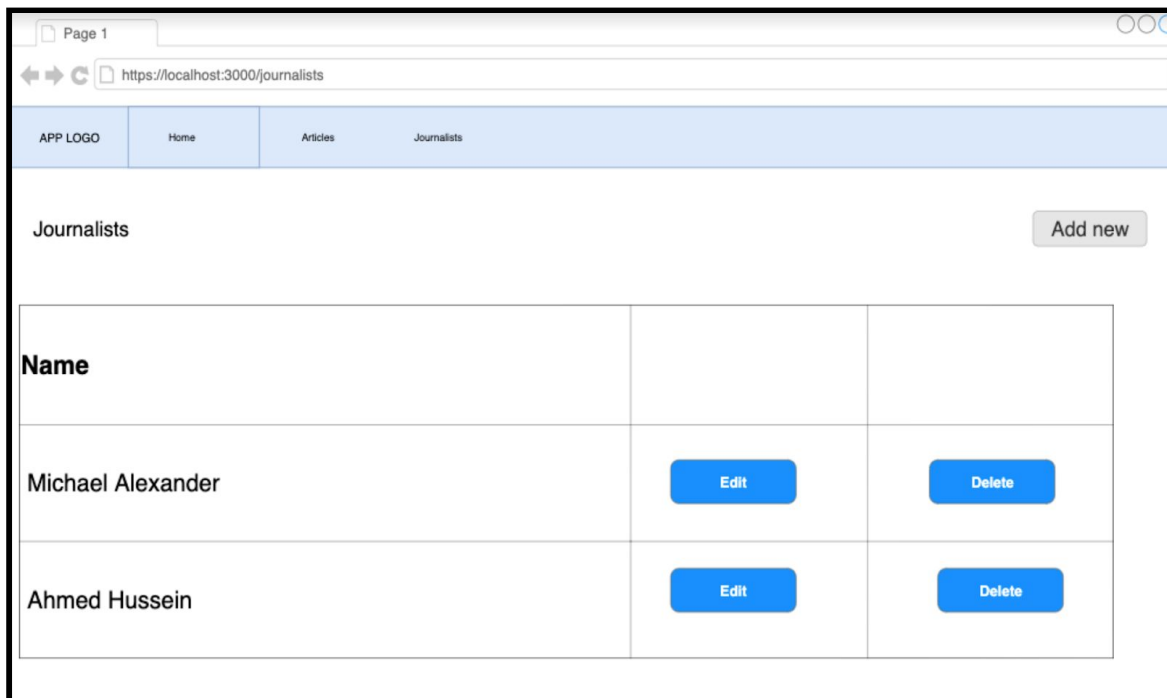 Page 1
https://localhost:3000/journalists
APP LOGO Home Articles Journalists
Journalists Add new
Name
Michael Alexander Edit Delete
Ahmed Hussein Edit Delete